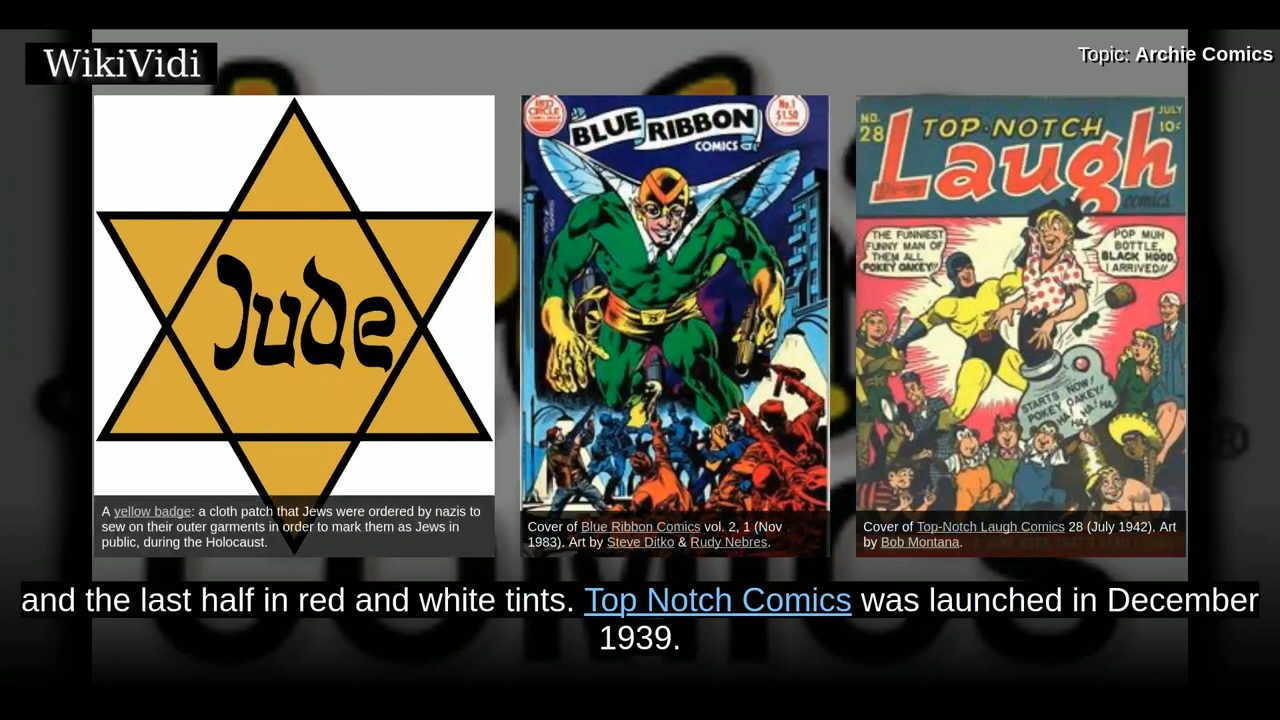 WikiVidi
Topic: Archie Comics
Jude
A yellow badge: a cloth patch that Jews were ordered by nazis to
sew on their outer garments in order to mark them as Jews in
public, during the Holocaust.
RED
CIRCLE
BLUE RIBBON
COMICS
No.1
$1.50
Cover of Blue Ribbon Comics vol. 2, 1 (Nov
1983). Art by Steve Ditko & Rudy Nebres.
NO.
28
TOP-NOTCH
JULY
10¢
Laugh
comics
THE FUNNIEST
FUNNY MAN OF
THEM ALL
POKEY OAKEY!!
POP MUH
BOTTLE,
BLACK HOOD,
I ARRIVED!!
STARTS NOW!
POKEY OAKEY!
HA! HA!
HA!
Cover of Top-Notch Laugh Comics 28 (July 1942). Art
by Bob Montana.
and the last half in red and white tints. Top Notch Comics was launched in December
1939.